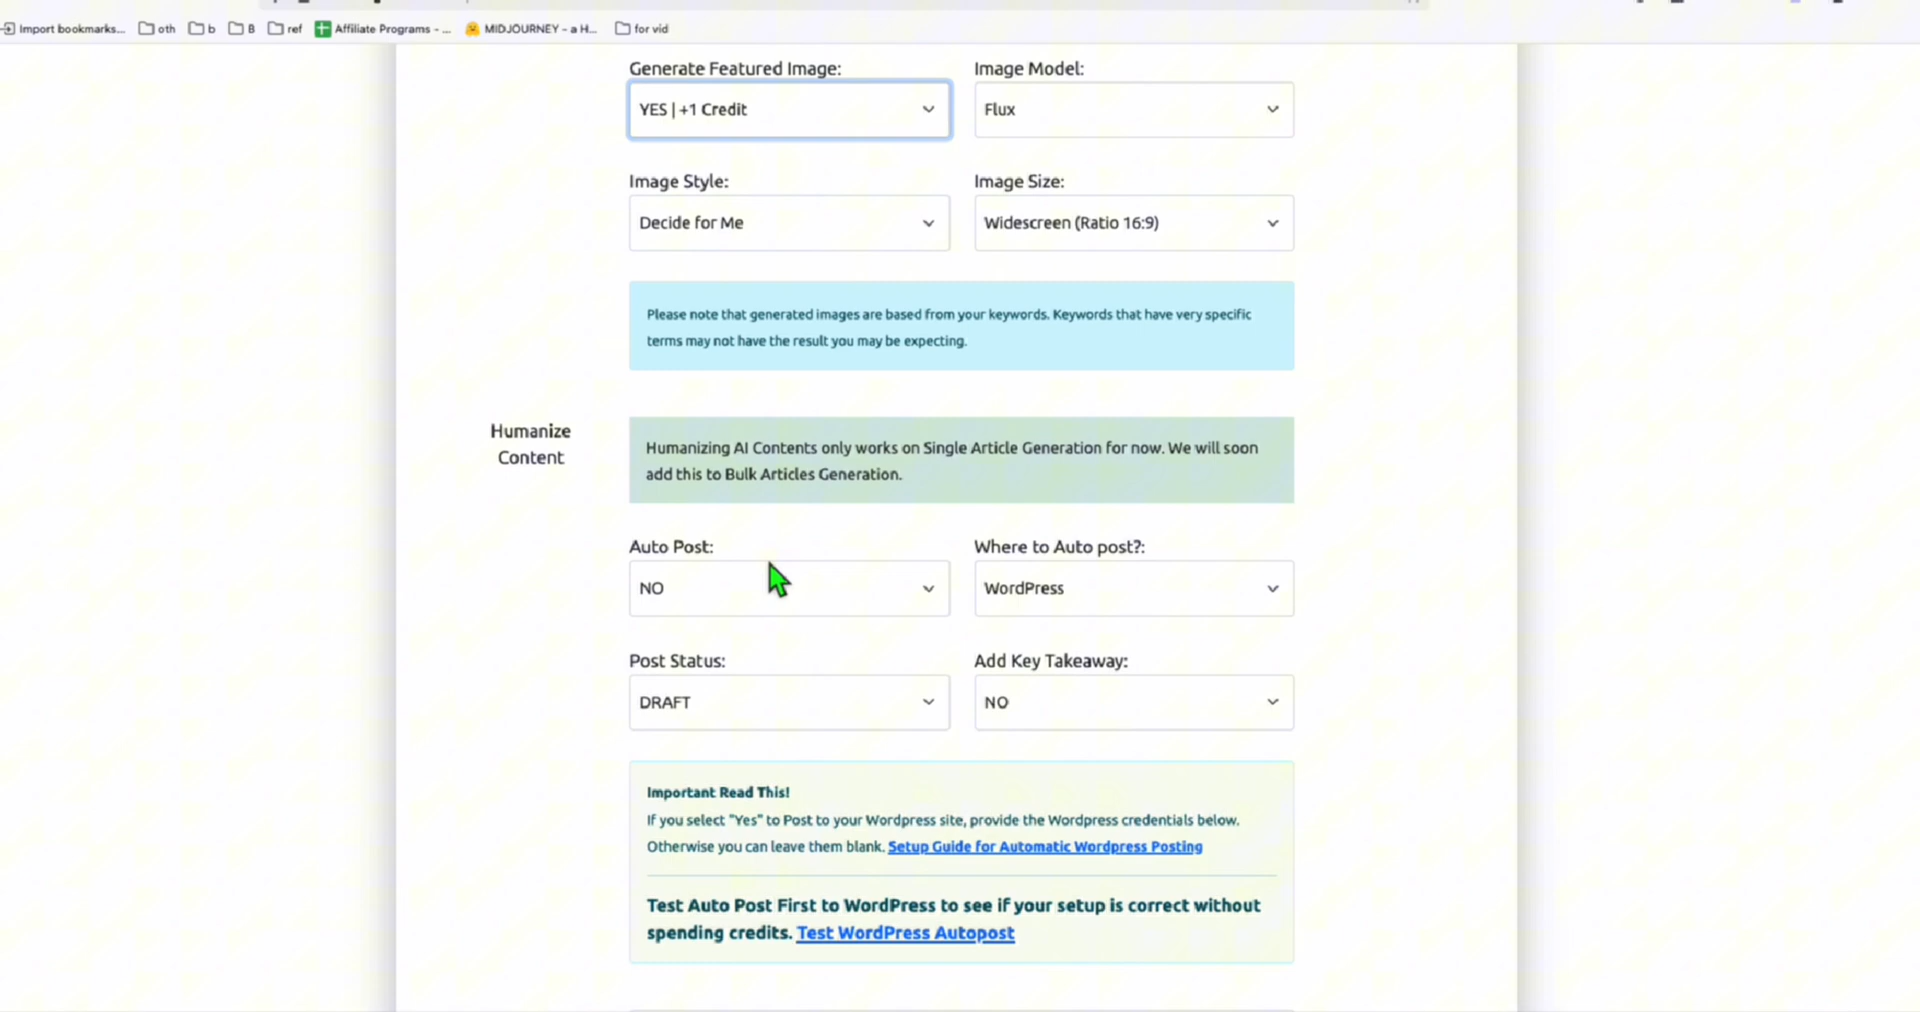 Import bookmarks... oth b B ref Affiliate Programs - ... MIDJOURNEY - a H... for vid
Generate Featured Image: Image Model:
YES | +1 Credit Flux
Image Style: Image Size:
Decide for Me Widescreen (Ratio 16:9)
Please note that generated images are based from your keywords. Keywords that have very specific
terms may not have the result you may be expecting.
Humanize
Content
Humanizing AI Contents only works on Single Article Generation for now. We will soon
add this to Bulk Articles Generation.
Auto Post: Where to Auto post?:
NO WordPress
Post Status: Add Key Takeaway:
DRAFT NO
Important Read This!
If you select "Yes" to Post to your Wordpress site, provide the Wordpress credentials below.
Otherwise you can leave them blank. Setup Guide for Automatic Wordpress Posting
Test Auto Post First to WordPress to see if your setup is correct without
spending credits. Test WordPress Autopost